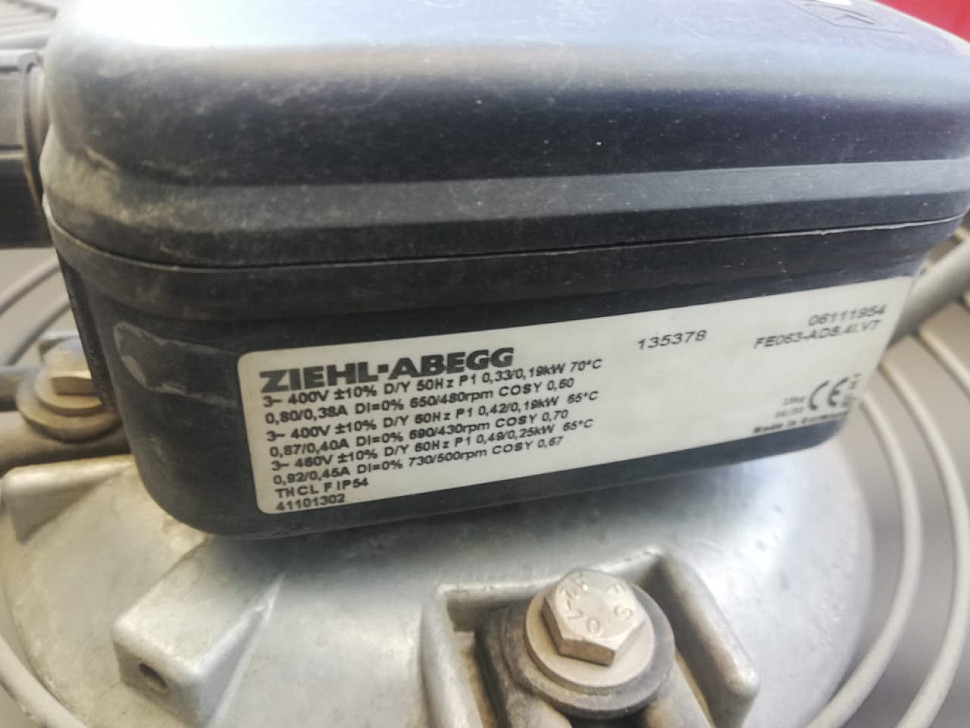 ZIEHL-ABEGG
3~ 400V ±10% D/Y 50Hz P1 0,33/0,19kW 70°C
0,80/0,38A DI=0% 650/480rpm COSY 0,60
3~ 400V ±10% D/Y 60Hz P1 0,42/0,19kW 65°C
0,87/0,40A DI=0% 690/430rpm COSY 0,70
3~ 460V ±10% D/Y 60Hz P1 0,49/0,25kW 65°C
0,92/0,45A DI=0% 730/500rpm COSY 0,67
THCL F IP54
41101302
135378
06111954
FE063-ADS.4I.V7
CE
Made in